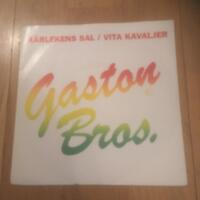 KÄRLEKENS SAL / VITA KAVALJER
Gaston
Bros.